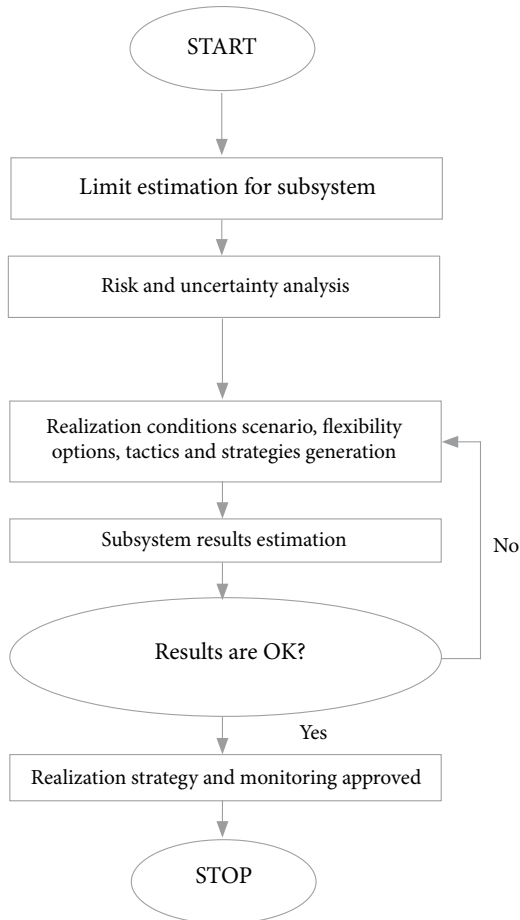 START
Limit estimation for subsystem
Risk and uncertainty analysis
Realization conditions scenario, flexibility
options, tactics and strategies generation
Subsystem results estimation
No
Results are OK?
Yes
Realization strategy and monitoring approved
STOP